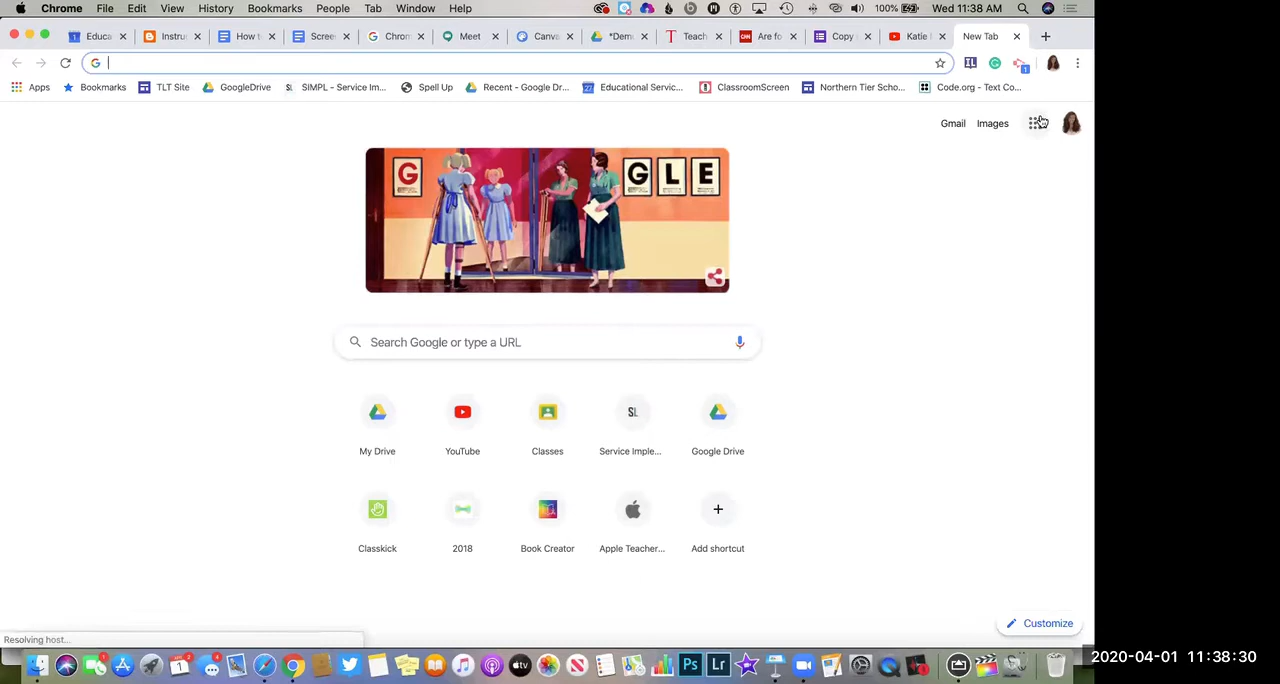 Chrome File Edit View History Bookmarks People Tab Window Help 100% Wed 11:38 AM
Educa Instru How to Scree Chrom Meet Canva *Dem Teach Are fo Copy Katie New Tab
Apps Bookmarks TLT Site GoogleDrive SIMPL - Service Im... Spell Up Recent - Google Dr... Educational Servic... ClassroomScreen Northern Tier Scho... Code.org - Text Co...
Gmail Images
G GLE
Search Google or type a URL
My Drive YouTube Classes Service Imple... Google Drive
Classkick 2018 Book Creator Apple Teacher... Add shortcut
Customize
Resolving host...
2020-04-01 11:38:30